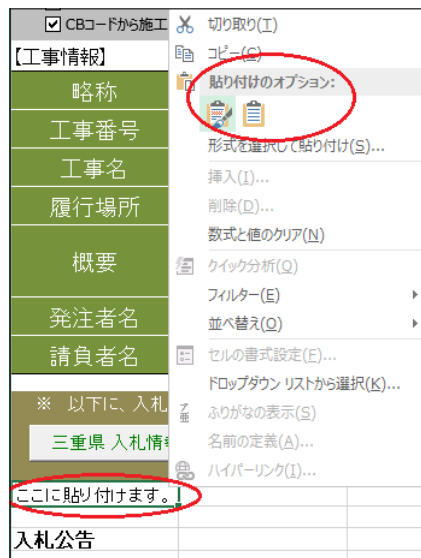 CBコードから施工
【工事情報】
略称
工事番号
工事名
履行場所
概要
発注者名
請負者名
※ 以下に、入札
三重県 入札情
ここに貼り付けます。
入札公告
切り取り(T)
コピー(C)
貼り付けのオプション:
形式を選択して貼り付け(S)...
挿入(I)...
削除(D)...
数式と値のクリア(N)
クイック分析(Q)
フィルター(E)
並べ替え(O)
セルの書式設定(F)...
ドロップダウン リストから選択(K)...
ふりがなの表示(S)
名前の定義(A)...
ハイパーリンク(I)...